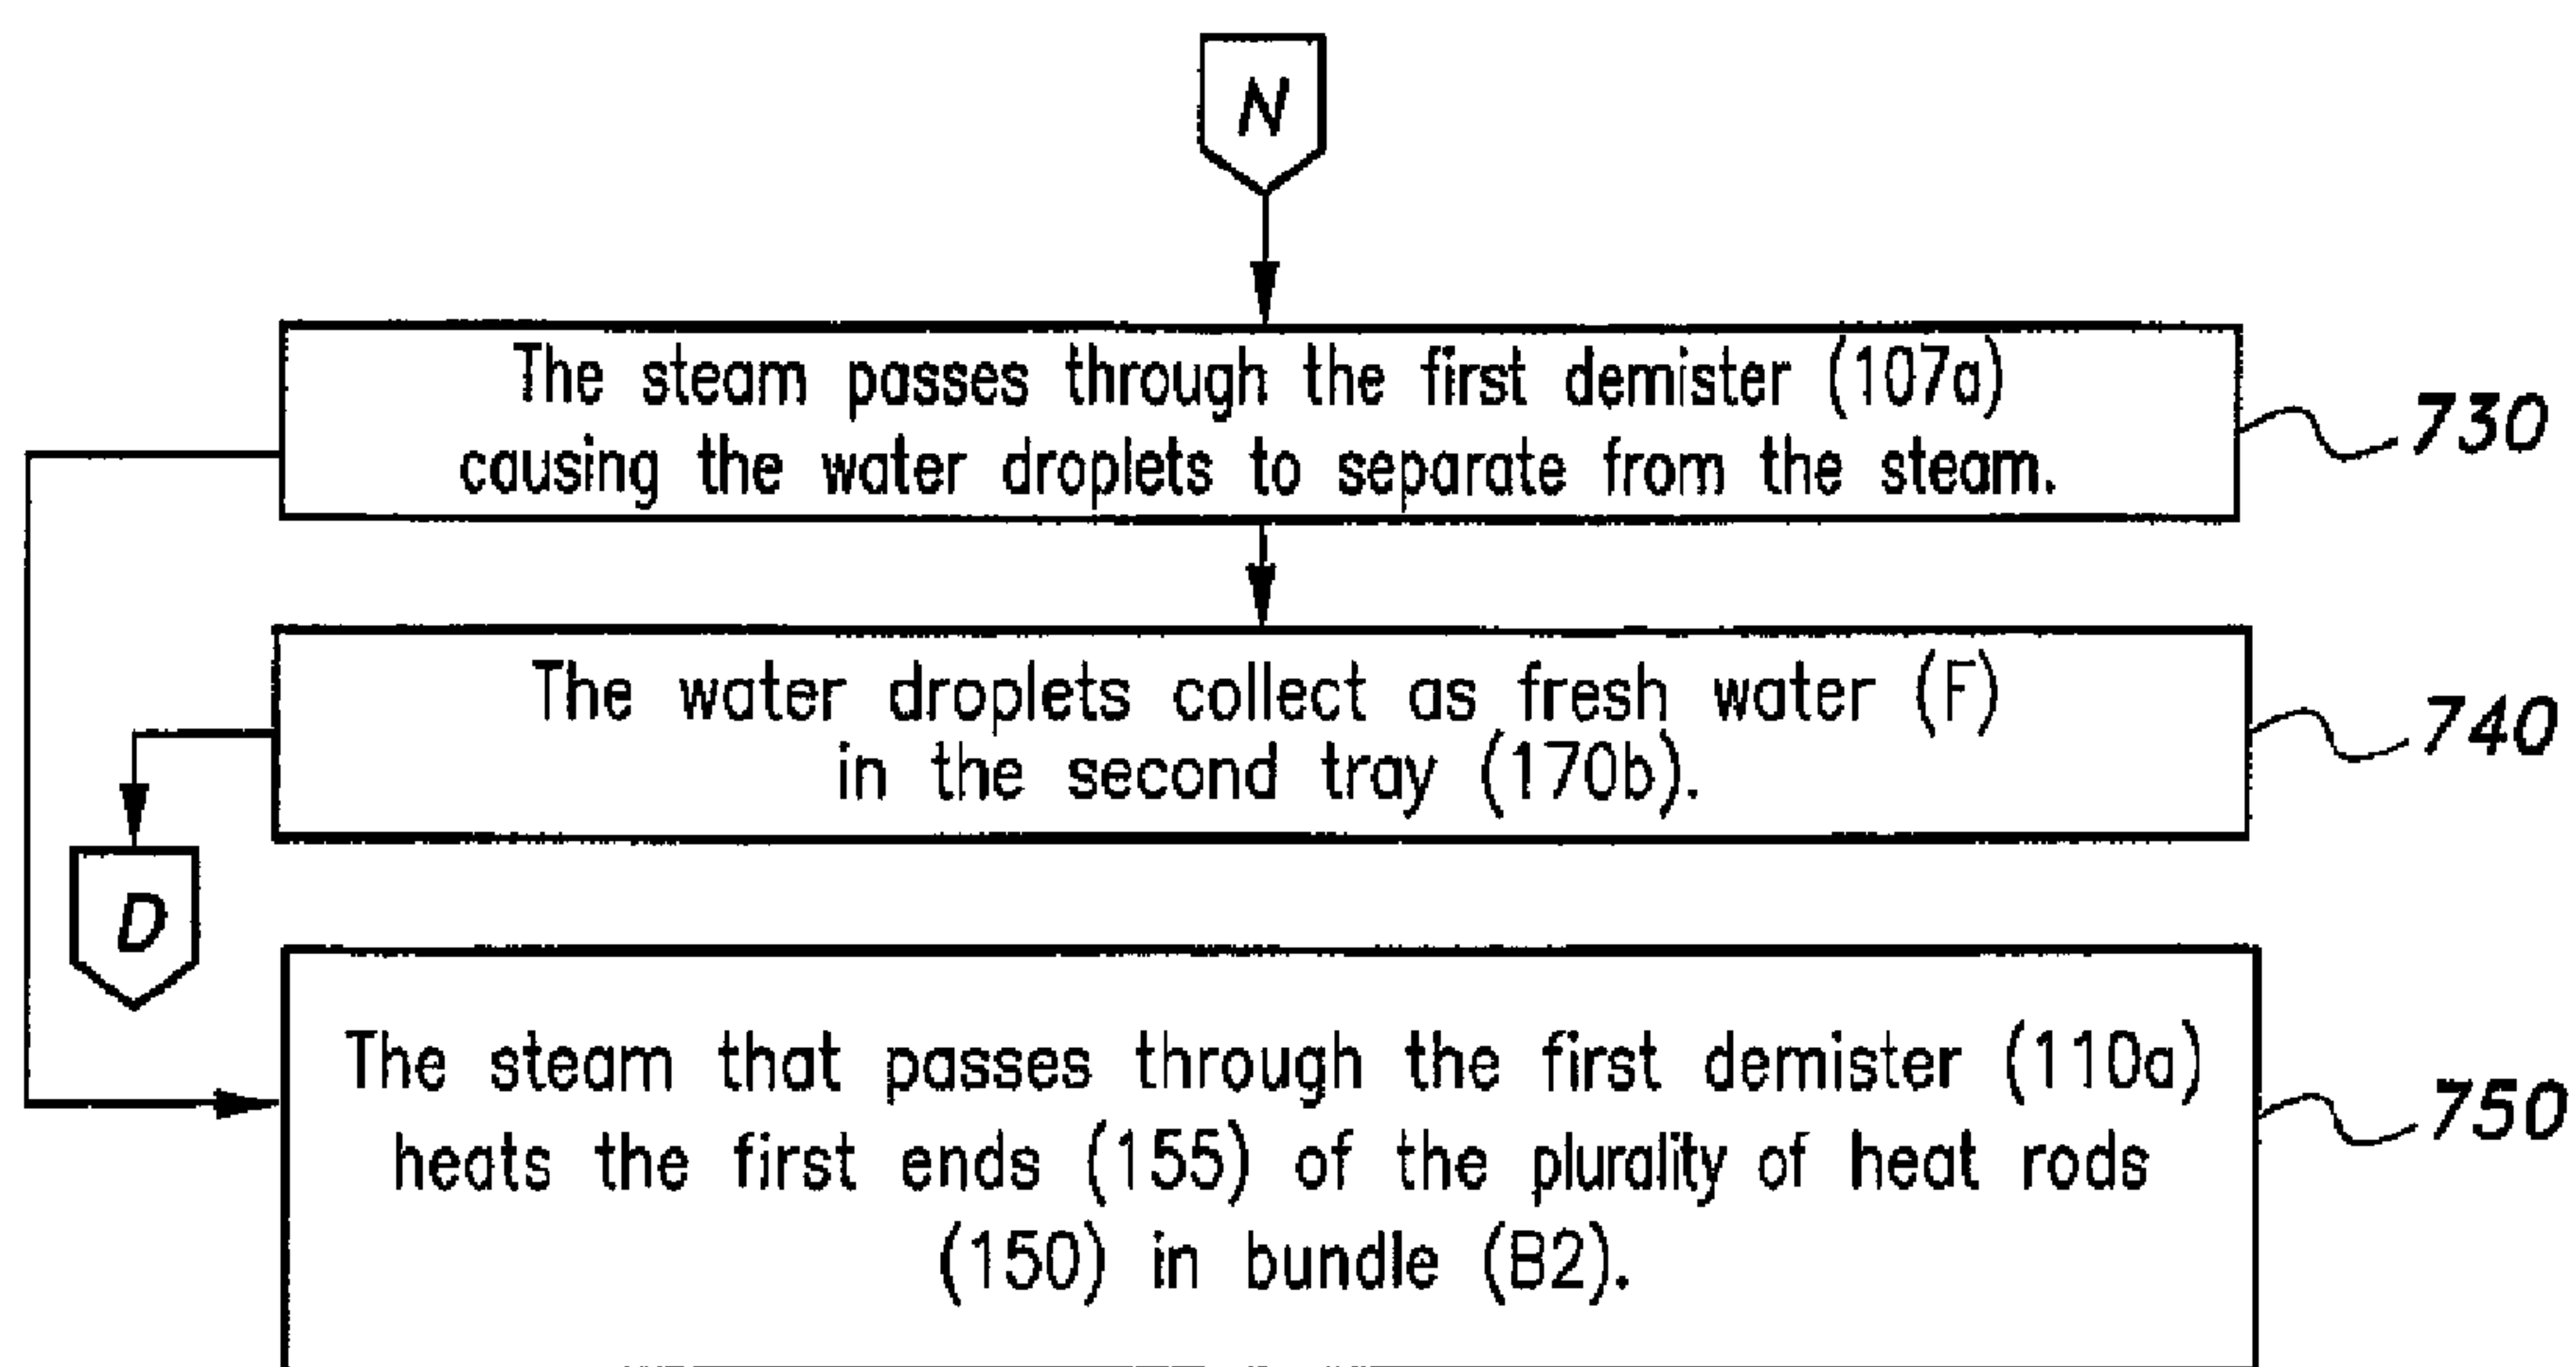 N
The steam passes through the first demister (107a)
causing the water droplets to separate from the steam.
730
The water droplets collect as fresh water (F)
in the second tray (170b).
740
D
The steam that passes through the first demister (110a)
heats the first ends (155) of the plurality of heat rods
(150) in bundle (B2).
750